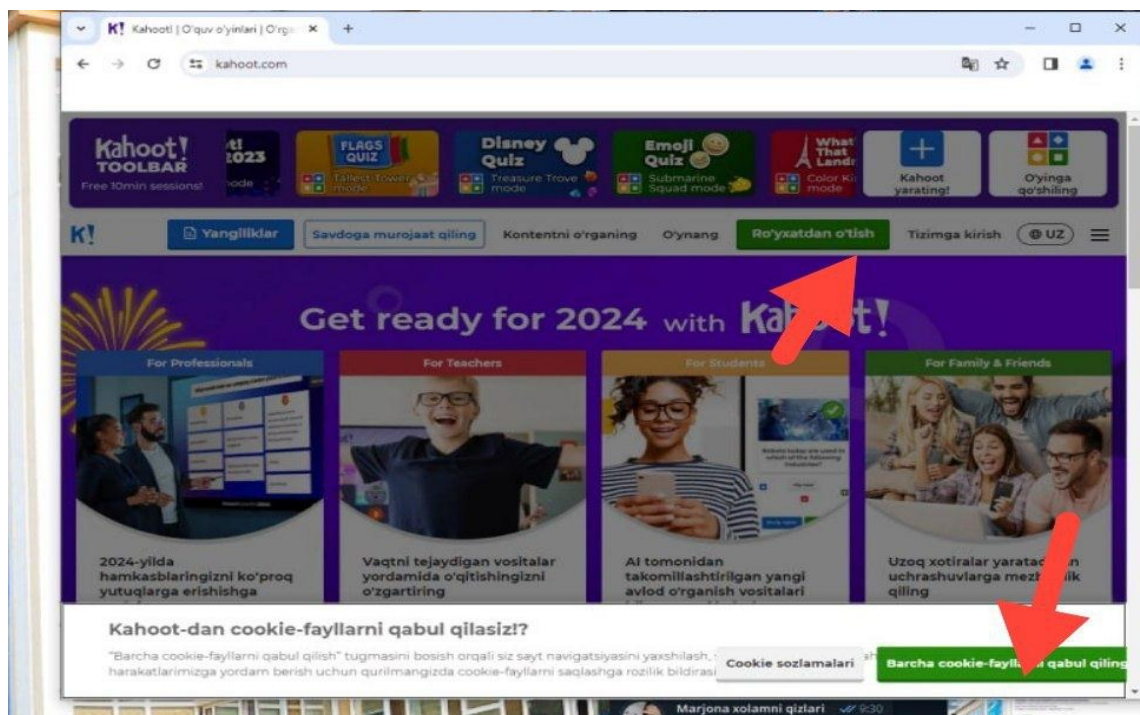 Kahoot! | O'quv o'yinlari | O'rga
kahoot.com
Kahoot!
TOOLBAR
Free 10min sessions!
2023
mode
FLAGS
QUIZ
Tallest Tower
mode
Disney
Quiz
Treasure Trove
mode
Emoji
Quiz
Submarine
Squad mode
What
That
Landr
Color Ki
mode
Kahoot
yarating!
O'yinga
qo'shiling
K!
Yangiliklar
Savdoga murojaat qiling
Kontentni o'rganing
O'ynang
Ro'yxatdan o'tish
Tizimga kirish
UZ
Get ready for 2024 with Kahoot!
For Professionals
For Teachers
For Students
For Family & Friends
2024-yilda
hamkasblaringizni ko'proq
yutuqlarga erishishga
Vaqtni tejaydigan vositalar
yordamida o'qitishingizni
o'zgartiring
AI tomonidan
takomillashtirilgan yangi
avlod o'rganish vositalari
Uzoq xotiralar
uchrashuvlarga
qiling
Kahoot-dan cookie-fayllarni qabul qilasiz!?
"Barcha cookie-fayllarni qabul qilish" tugmasini bosish orqali siz sayt navigatsiyasini yaxshilash,
harakatlarimizga yordam berish uchun qurilmangizda cookie-fayllarni saqlashga rozilik
Cookie sozlamalari
Barcha qabul qiling
Marjona xolamni qizlari 9:30